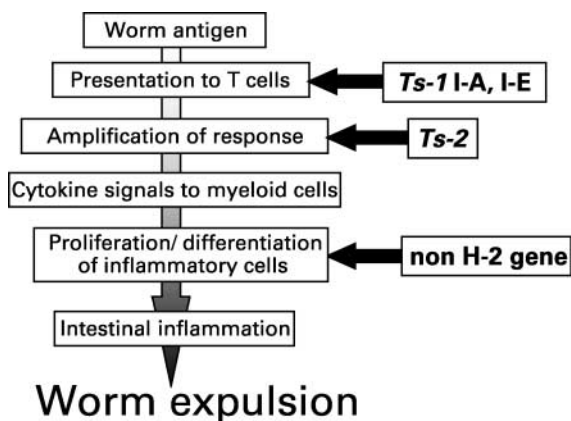 Worm antigen
Presentation to T cells
Ts-1 I-A, I-E
Amplification of response
Ts-2
Cytokine signals to myeloid cells
Proliferation/ differentiation
of inflammatory cells
non H-2 gene
Intestinal inflammation
Worm expulsion